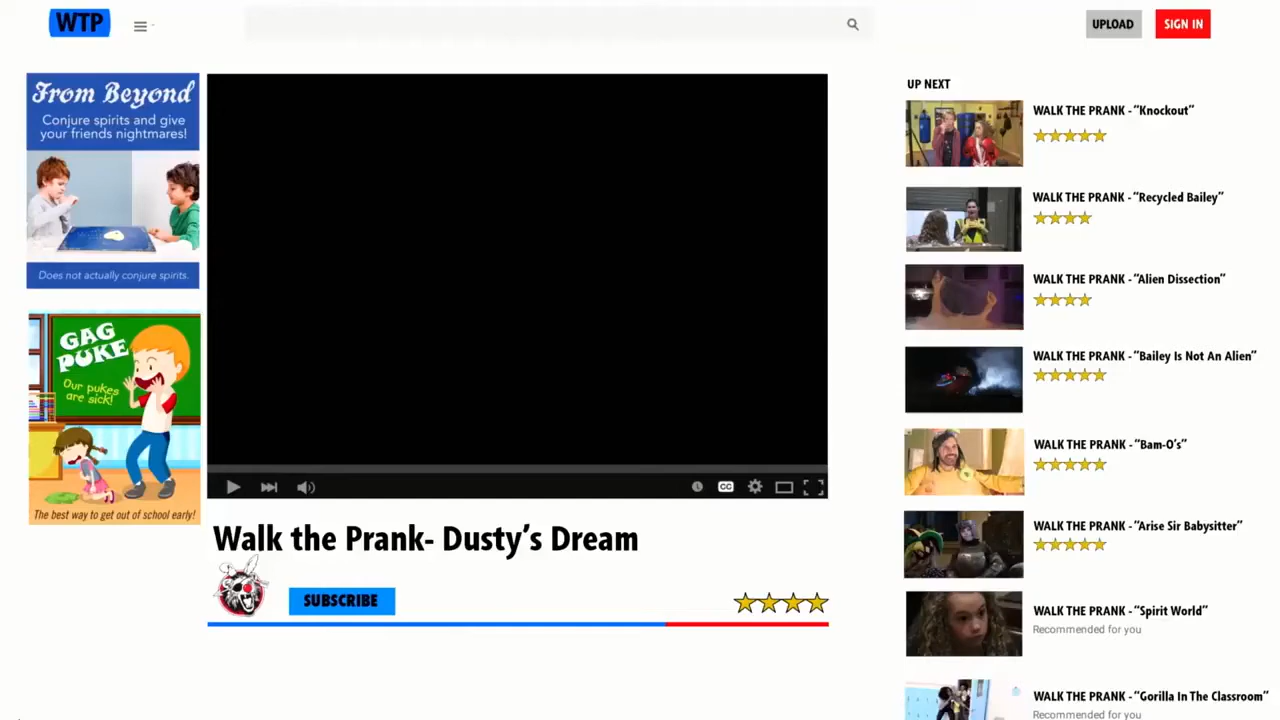 WTP
UPLOAD
SIGN IN
From Beyond
Conjure spirits and give
your friends nightmares!
Does not actually conjure spirits.
GAG
PUKE
Our pukes
are sick!
The best way to get out of school early!
CC
Walk the Prank- Dusty's Dream
SUBSCRIBE
UP NEXT
WALK THE PRANK - "Knockout"
WALK THE PRANK - "Recycled Bailey"
WALK THE PRANK - "Alien Dissection"
WALK THE PRANK - "Bailey Is Not An Alien"
WALK THE PRANK - "Bam-O's"
WALK THE PRANK - "Arise Sir Babysitter"
WALK THE PRANK - "Spirit World"
Recommended for you
WALK THE PRANK - "Gorilla In The Classroom"
Recommended for you